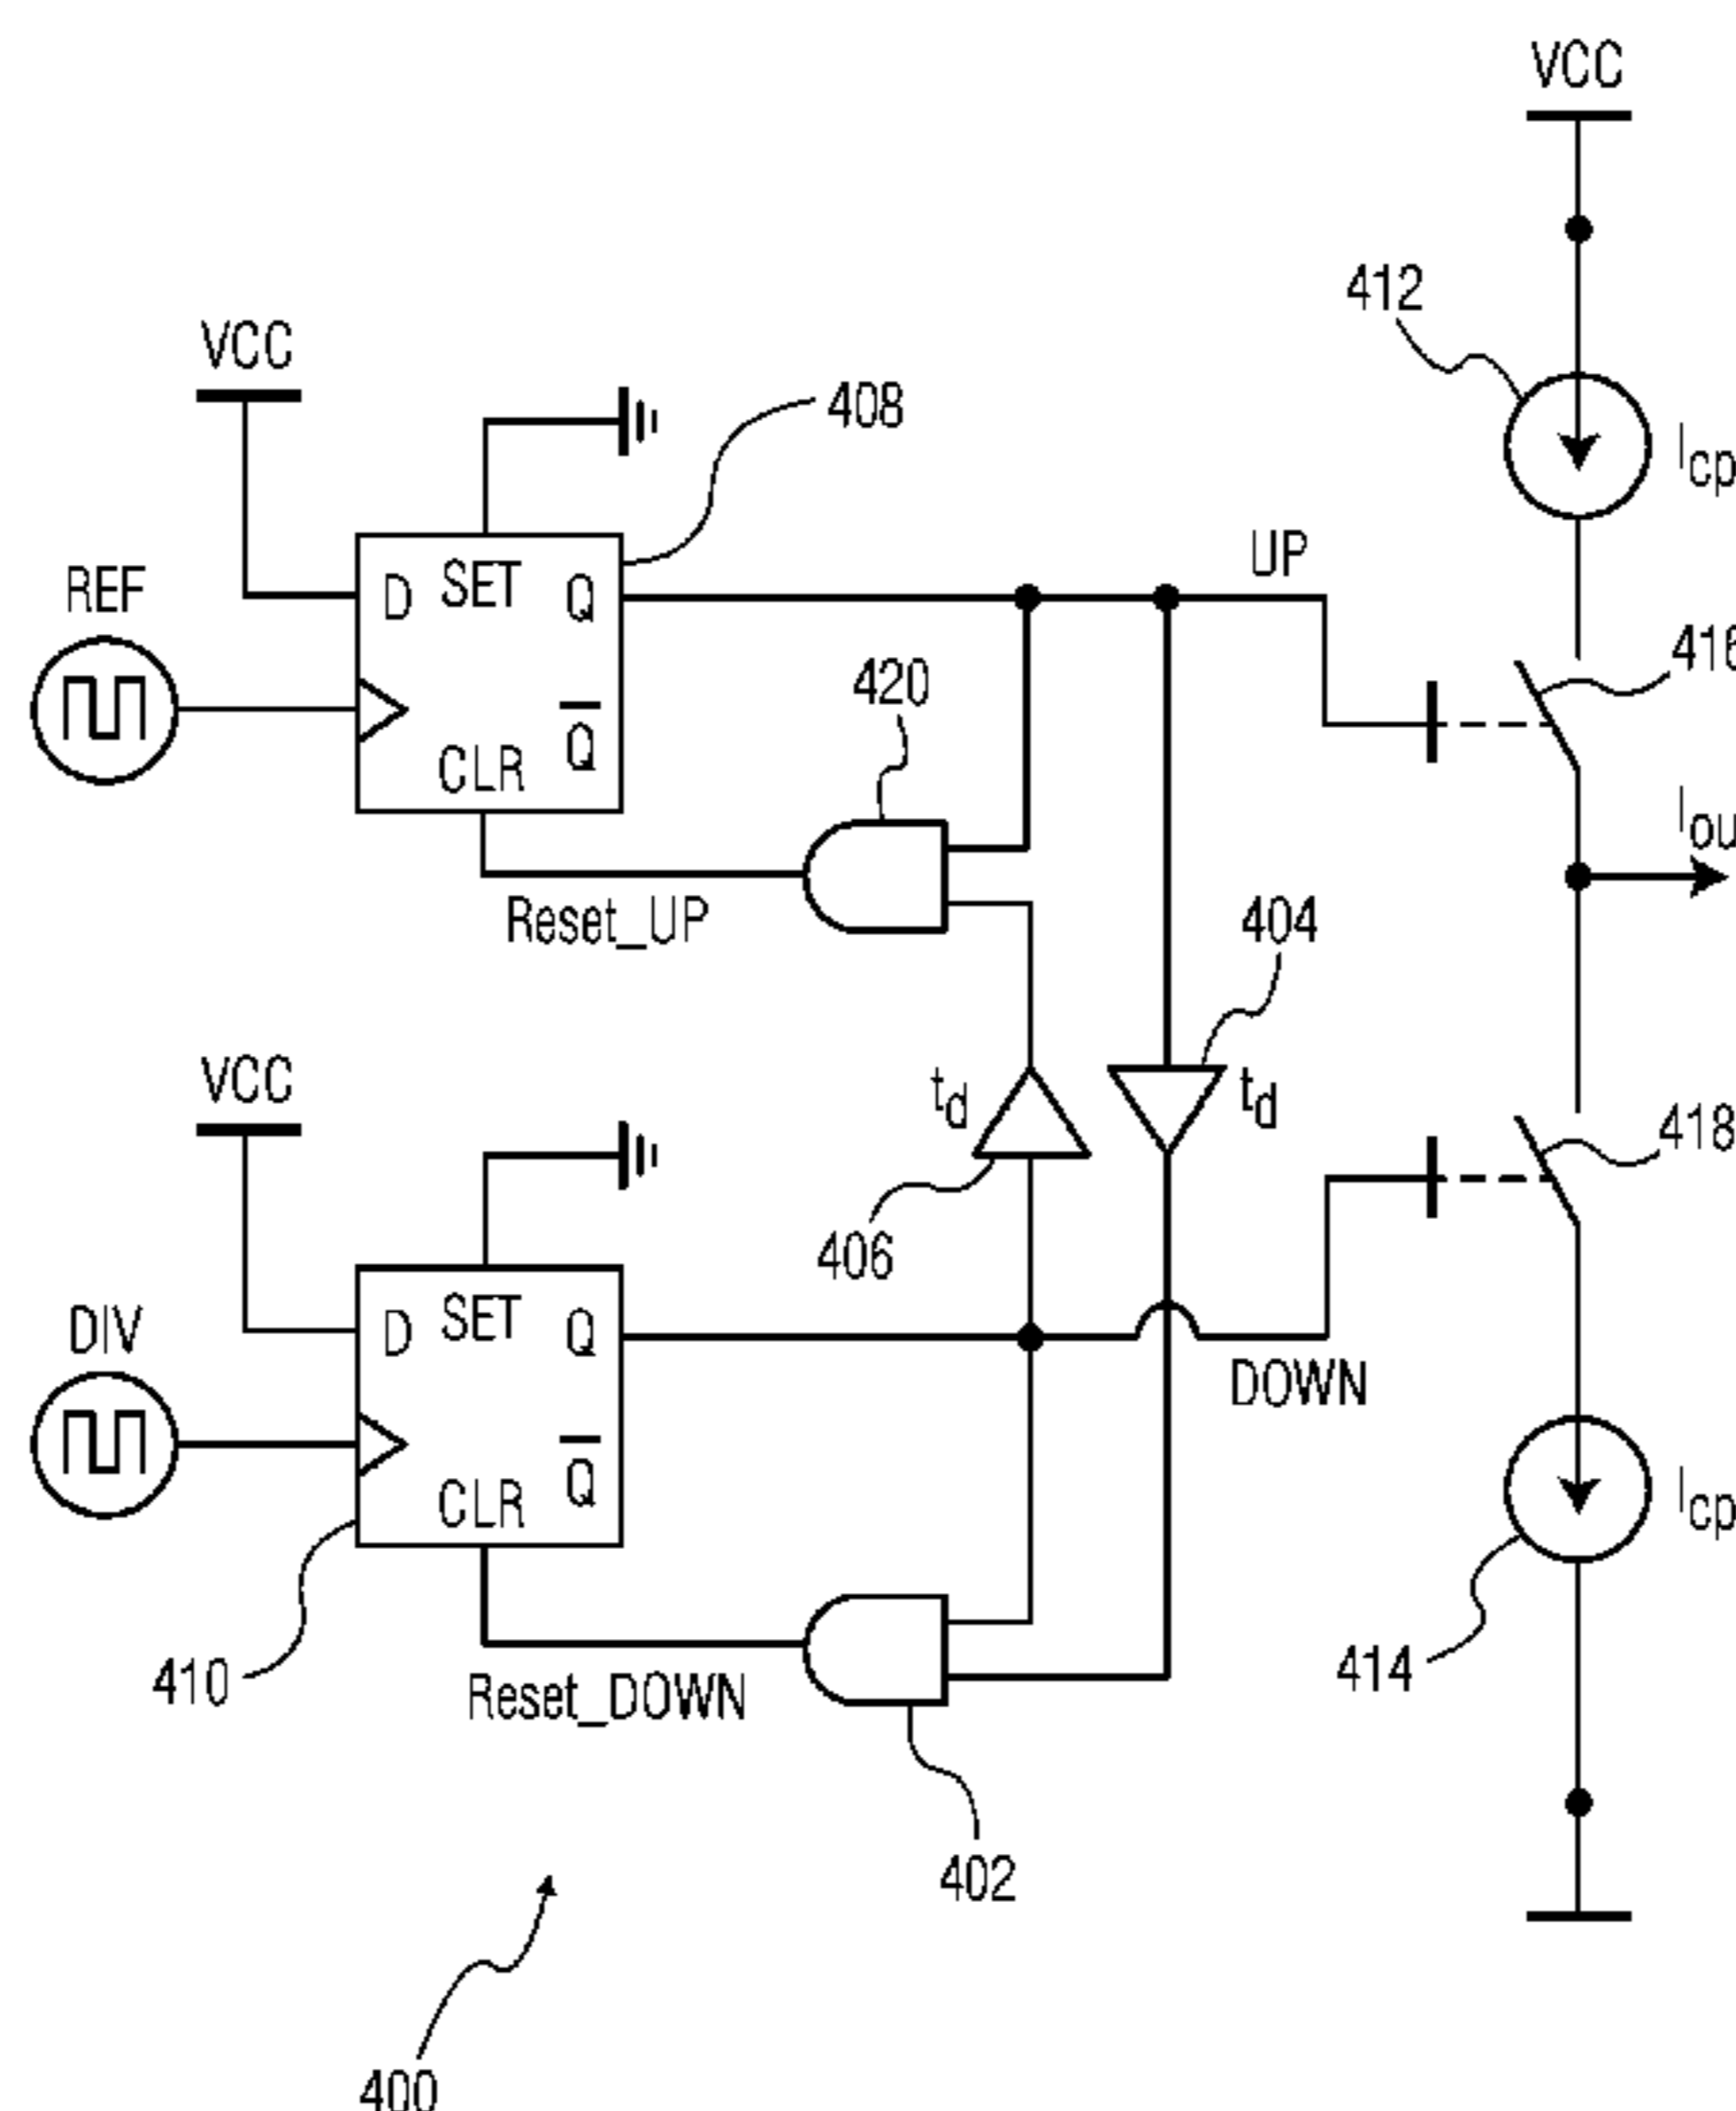 VCC
412
VCC
408
Icp
UP
REF
D SET Q
416
420
Q
CLR
Iou
Reset_UP
404
VCC
td
td
418
406
DIV
D SET Q
DOWN
Q
CLR
Icp
410
Reset_DOWN
414
402
400